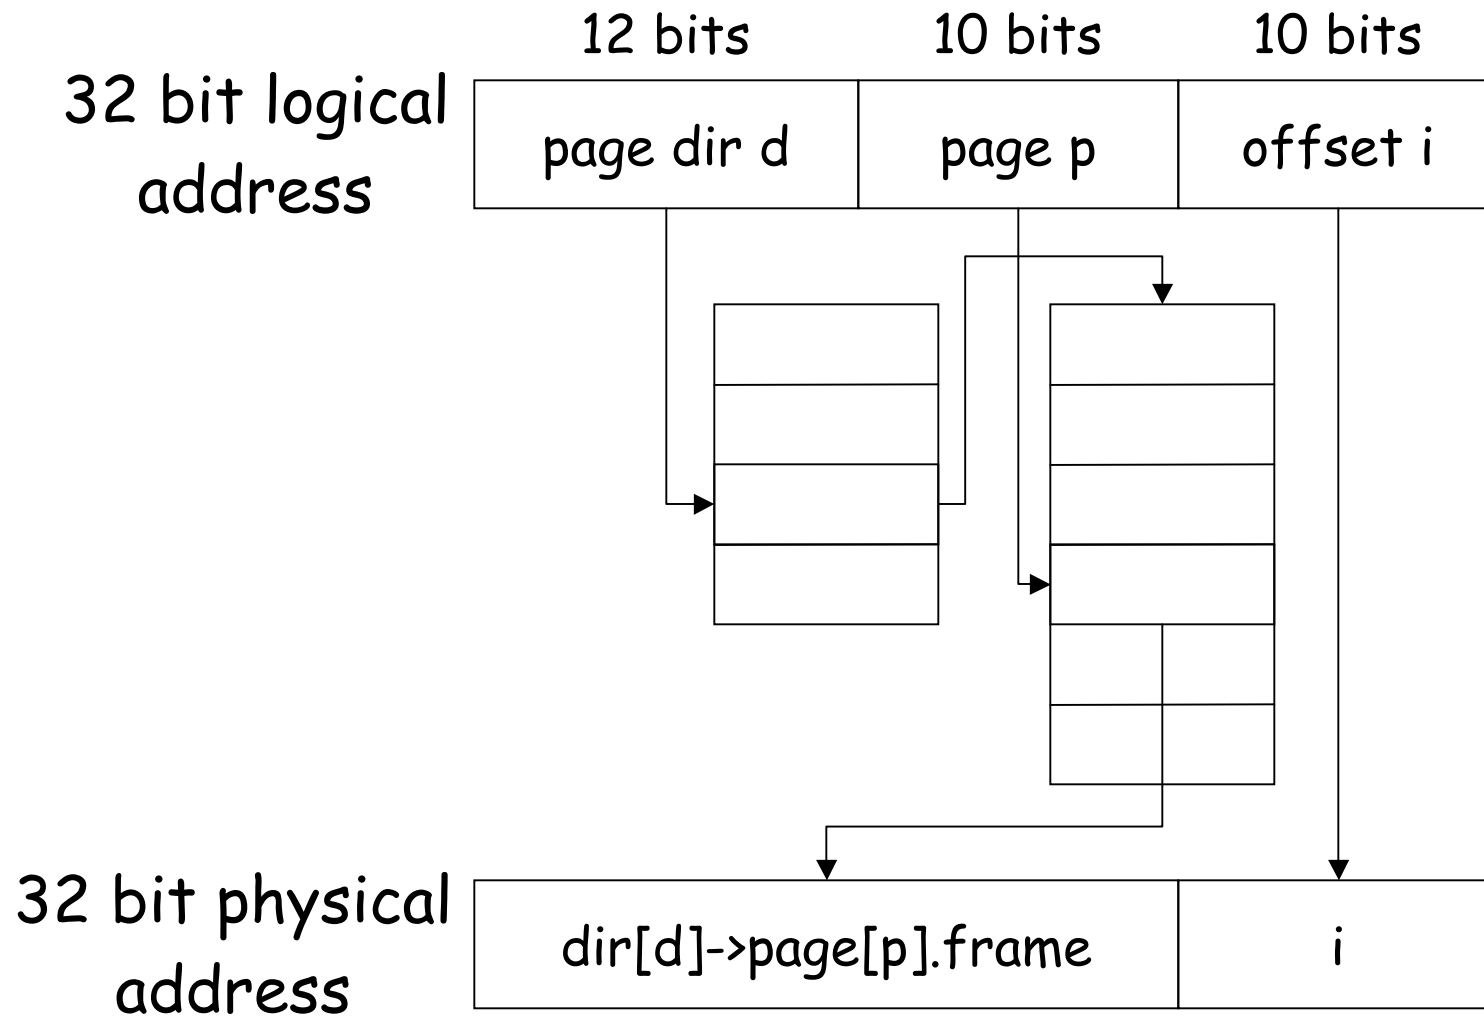 12 bits
10 bits
10 bits
32 bit logical
address
page dir d
page p
offset i
32 bit physical
address
dir[d]->page[p].frame
i